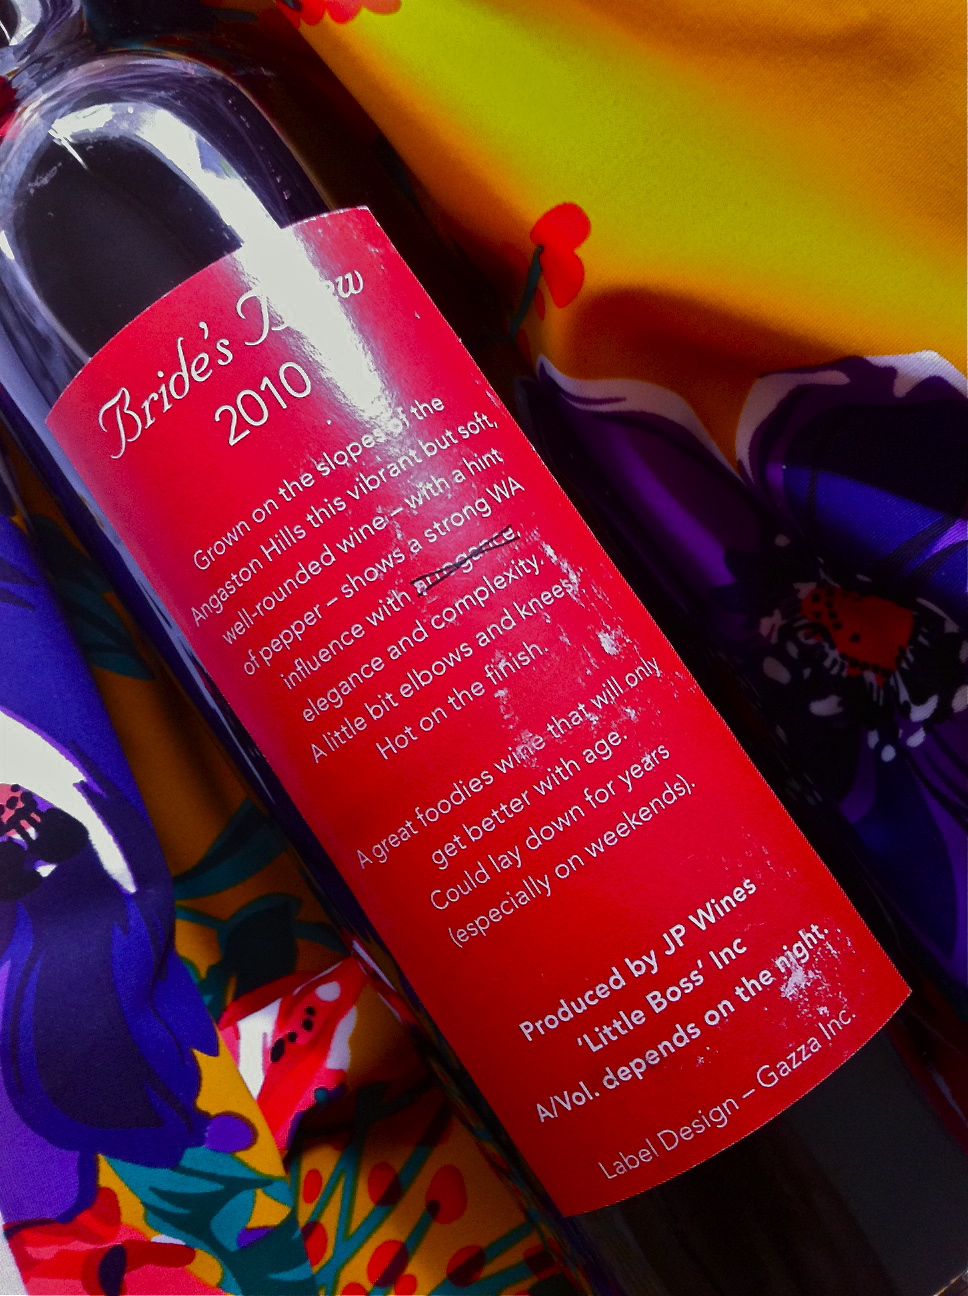 Bride's Brew
2010
Grown on the slopes of the
Angaston Hills this vibrant but soft,
well-rounded wine – with a hint
of pepper – shows a strong WA
influence with arrogance
elegance and complexity.
A little bit elbows and knees.
Hot on the finish.
A great foodies wine that will only
get better with age.
Could lay down for years
(especially on weekends).
Produced by JP Wines
'Little Boss' Inc
A/Vol. depends on the night.
Label Design – Gazza Inc.